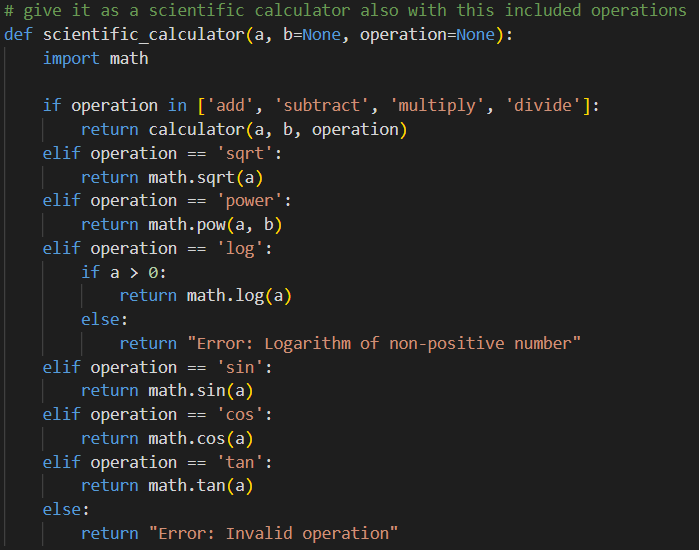 # give it as a scientific calculator also with this included operations
def scientific_calculator(a, b=None, operation=None):
    import math

    if operation in ['add', 'subtract', 'multiply', 'divide']:
        return calculator(a, b, operation)
    elif operation == 'sqrt':
        return math.sqrt(a)
    elif operation == 'power':
        return math.pow(a, b)
    elif operation == 'log':
        if a > 0:
            return math.log(a)
        else:
            return "Error: Logarithm of non-positive number"
    elif operation == 'sin':
        return math.sin(a)
    elif operation == 'cos':
        return math.cos(a)
    elif operation == 'tan':
        return math.tan(a)
    else:
        return "Error: Invalid operation"